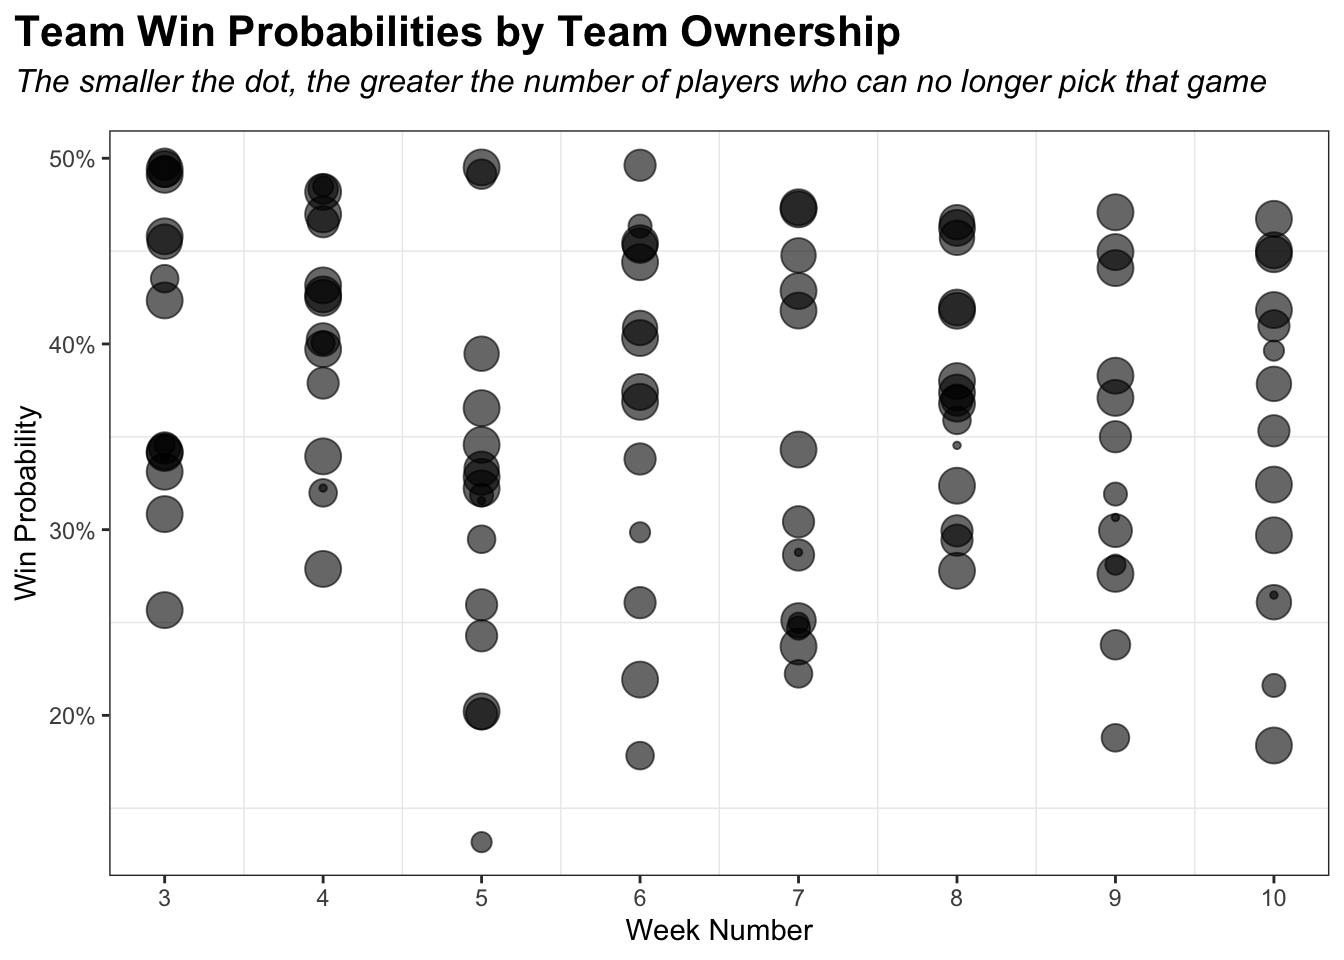 Team Win Probabilities by Team Ownership
The smaller the dot, the greater the number of players who can no longer pick that game
50%
40%
30%
20%
Win Probability
3 4 5 6 7 8 9 10
Week Number